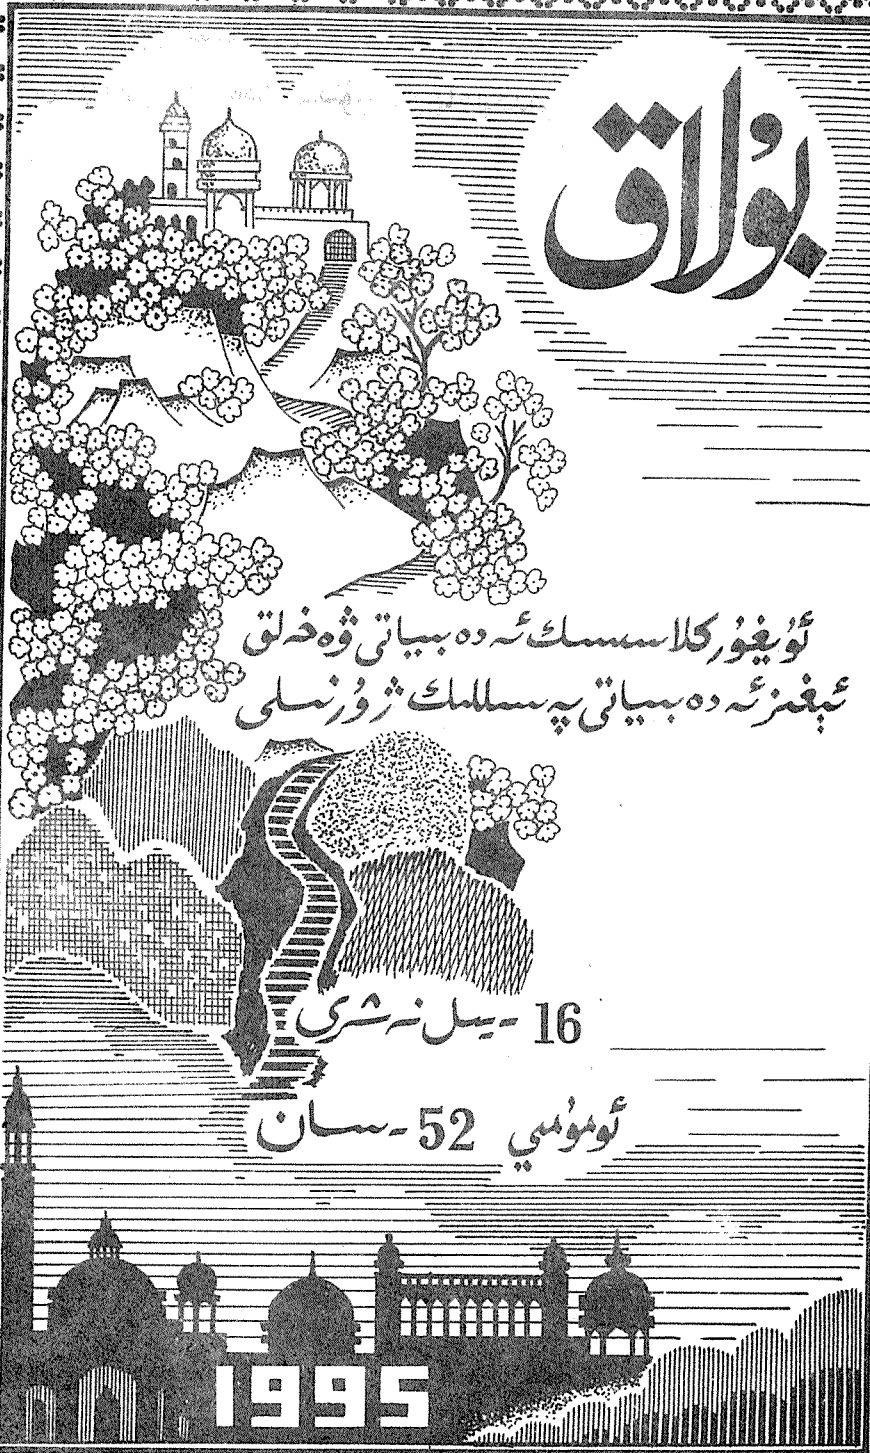 بۇلاق
ئۇيغۇر كلاسسىك ئەدەبىياتى ۋە خەلق
ئېغىز ئەدەبىياتى پەسىللىك ژۇرنىلى
16 - يىل نەشرى
ئومۇمىي 52 - سان
1995